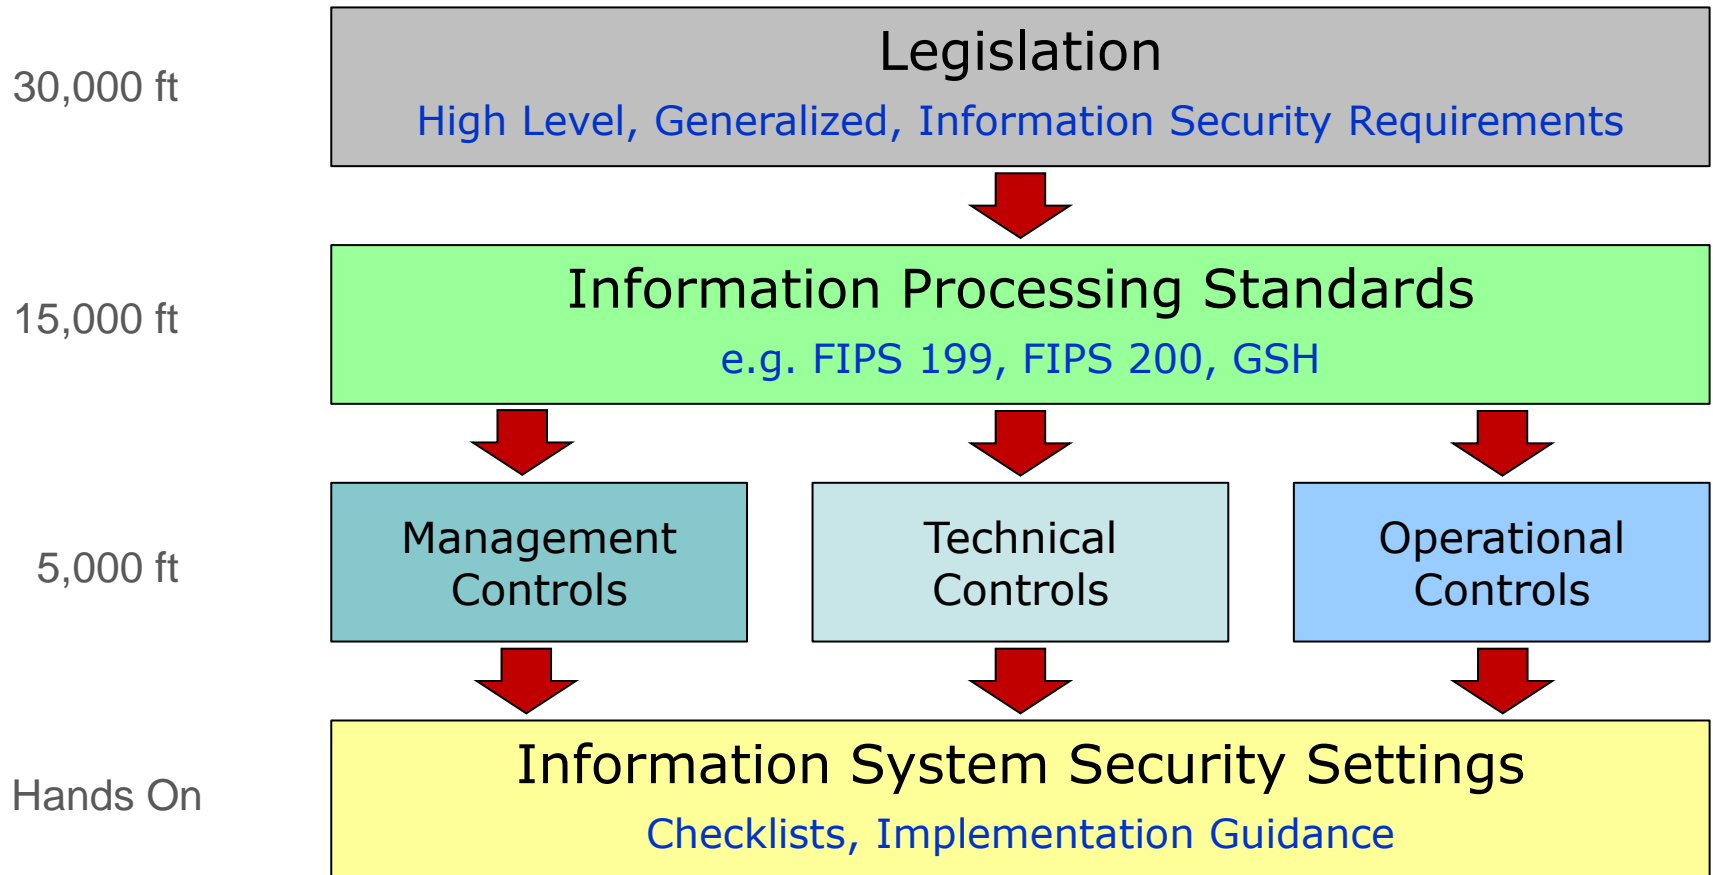 Legislation
30,000 ft
High Level, Generalized, Information Security Requirements
Information Processing Standards
15,000 ft
e.g. FIPS 199, FIPS 200, GSH
Management
Controls
Technical
Controls
Operational
Controls
5,000 ft
Information System Security Settings
Hands On
Checklists, Implementation Guidance